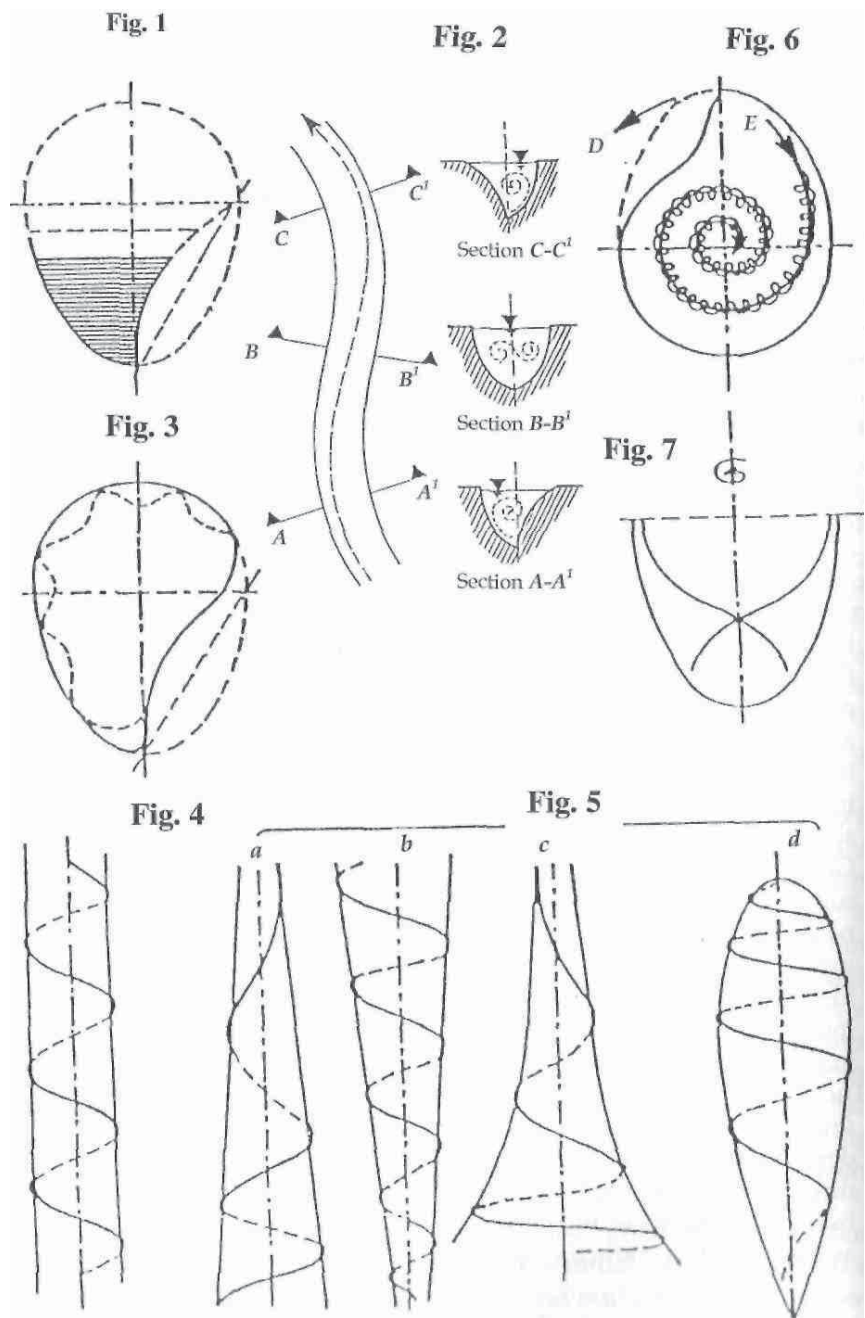 Fig. 1
Fig. 2
Fig. 6
D
E
C
C¹
Section C-C¹
B
B¹
Section B-B¹
Fig. 3
Fig. 7
A
A¹
Section A-A¹
Fig. 4
Fig. 5
a
b
c
d